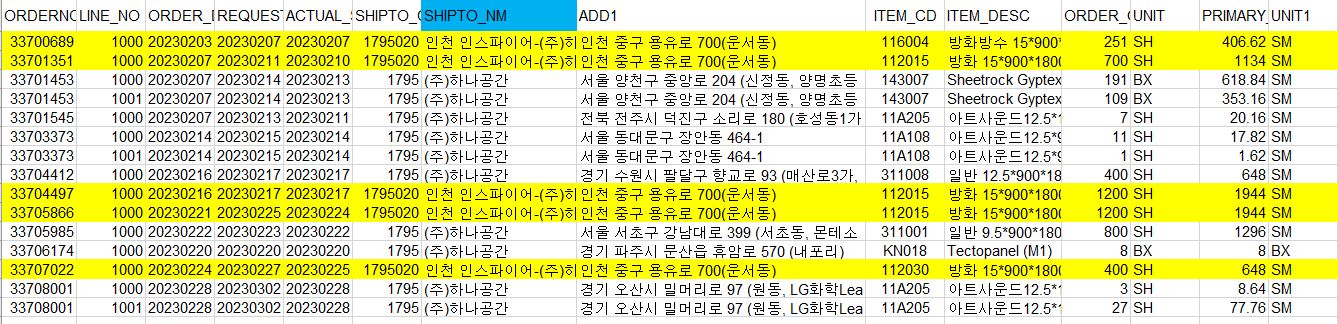 ORDERNO LINE_NO ORDER_ REQUEST ACTUAL_ SHIPTO_ SHIPTO_NM ADD1 ITEM_CD ITEM_DESC ORDER_ UNIT PRIMARY_ UNIT1
33700689 1000 20230203 20230207 20230207 1795020 인천 인스파이어-(주)하 인천 중구 용유로 700(운서동) 116004 방화방수 15*900* 251 SH 406.62 SM
33701351 1000 20230207 20230211 20230210 1795020 인천 인스파이어-(주)하 인천 중구 용유로 700(운서동) 112015 방화 15*900*1800 700 SH 1134 SM
33701453 1000 20230207 20230214 20230213 1795 (주)하나공간 서울 양천구 중앙로 204 (신정동, 양명초등 143007 Sheetrock Gyptex 191 BX 618.84 SM
33701453 1001 20230207 20230214 20230213 1795 (주)하나공간 서울 양천구 중앙로 204 (신정동, 양명초등 143007 Sheetrock Gyptex 109 BX 353.16 SM
33701545 1000 20230207 20230213 20230211 1795 (주)하나공간 전북 전주시 덕진구 소리로 180 (호성동1가 11A205 아트사운드12.5*1 7 SH 20.16 SM
33703373 1000 20230214 20230215 20230214 1795 (주)하나공간 서울 동대문구 장안동 464-1 11A108 아트사운드12.5*9 11 SH 17.82 SM
33703373 1001 20230214 20230215 20230214 1795 (주)하나공간 서울 동대문구 장안동 464-1 11A108 아트사운드12.5*9 1 SH 1.62 SM
33704412 1000 20230216 20230217 20230216 1795 (주)하나공간 경기 수원시 팔달구 향교로 93 (매산로3가, 311008 일반 12.5*900*18 400 SH 648 SM
33704497 1000 20230216 20230217 20230216 1795020 인천 인스파이어-(주)하 인천 중구 용유로 700(운서동) 112015 방화 15*900*1800 1200 SH 1944 SM
33705866 1000 20230221 20230225 20230224 1795020 인천 인스파이어-(주)하 인천 중구 용유로 700(운서동) 112015 방화 15*900*1800 1200 SH 1944 SM
33705985 1000 20230222 20230223 20230222 1795 (주)하나공간 서울 서초구 강남대로 399 (서초동, 몬테소 311001 일반 9.5*900*180 800 SH 1296 SM
33706174 1000 20230222 20230223 20230222 1795 (주)하나공간 경기 파주시 문산읍 휴암로 570 (내포리) KN018 Tectopanel (M1) 8 BX 8 BX
33707022 1000 20230224 20230227 20230225 1795020 인천 인스파이어-(주)하 인천 중구 용유로 700(운서동) 112030 방화 15*900*1800 400 SH 648 SM
33708001 1000 20230228 20230302 20230228 1795 (주)하나공간 경기 오산시 밀머리로 97 (원동, LG화학Lea 11A205 아트사운드12.5*1 3 SH 8.64 SM
33708001 1001 20230228 20230302 20230228 1795 (주)하나공간 경기 오산시 밀머리로 97 (원동, LG화학Lea 11A205 아트사운드12.5*1 27 SH 77.76 SM